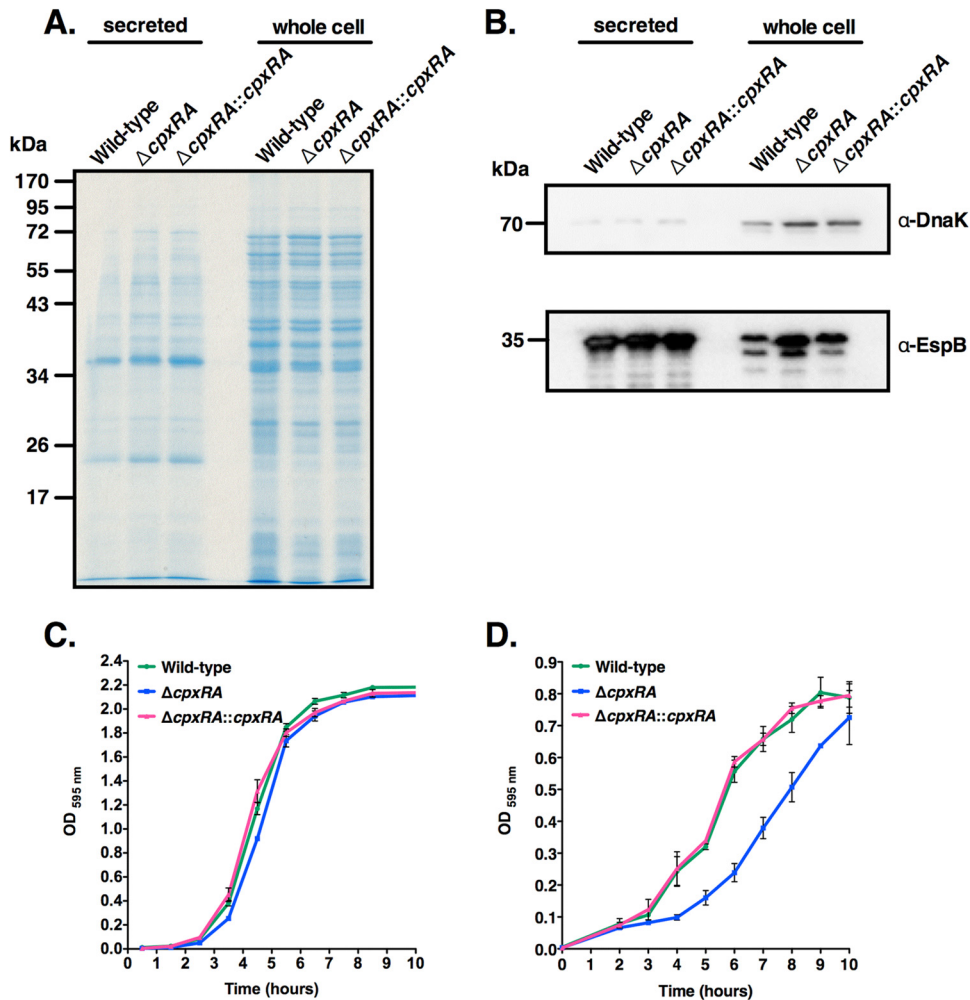 A.
secreted
whole cell
Wild-type
ΔcpxRA
ΔcpxRA::cpxRA
Wild-type
ΔcpxRA
ΔcpxRA::cpxRA
kDa
170
95
72
55
43
34
26
17
B.
secreted
whole cell
Wild-type
ΔcpxRA
ΔcpxRA::cpxRA
Wild-type
ΔcpxRA
ΔcpxRA::cpxRA
kDa
70
α-DnaK
35
α-EspB
C.
Wild-type
ΔcpxRA
ΔcpxRA::cpxRA
OD 595 nm
2.4
2.2
2.0
1.8
1.6
1.4
1.2
1.0
0.8
0.6
0.4
0.2
0.0
0 1 2 3 4 5 6 7 8 9 10
Time (hours)
D.
Wild-type
ΔcpxRA
ΔcpxRA::cpxRA
OD 595 nm
0.9
0.8
0.7
0.6
0.5
0.4
0.3
0.2
0.1
0.0
0 1 2 3 4 5 6 7 8 9 10
Time (hours)